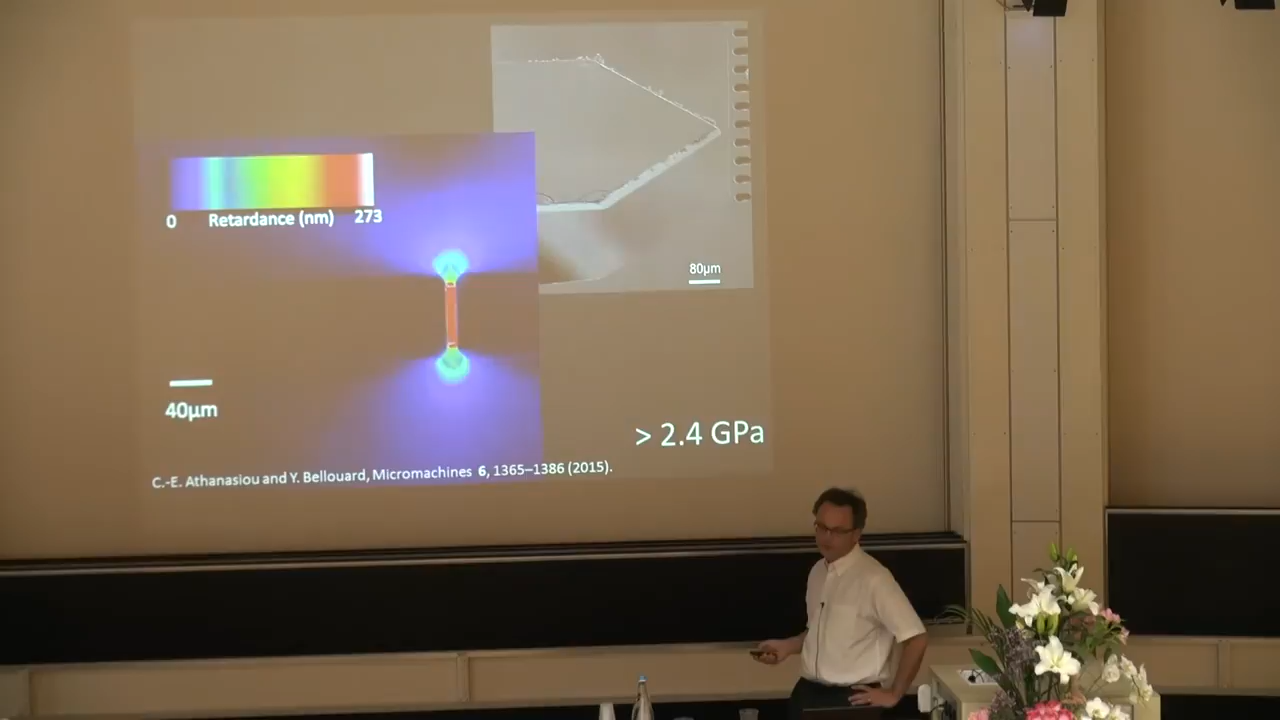 0 Retardance (nm) 273
80µm
40µm
> 2.4 GPa
C.-E. Athanasiou and Y. Bellouard, Micromachines 6, 1365–1386 (2015).